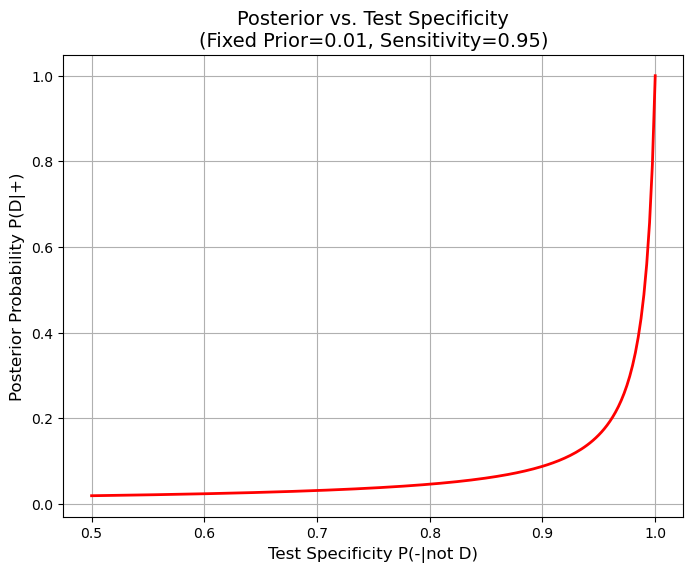 Posterior vs. Test Specificity
(Fixed Prior=0.01, Sensitivity=0.95)
Posterior Probability P(D|+)
1.0
0.8
0.6
0.4
0.2
0.0
0.5 0.6 0.7 0.8 0.9 1.0
Test Specificity P(-|not D)